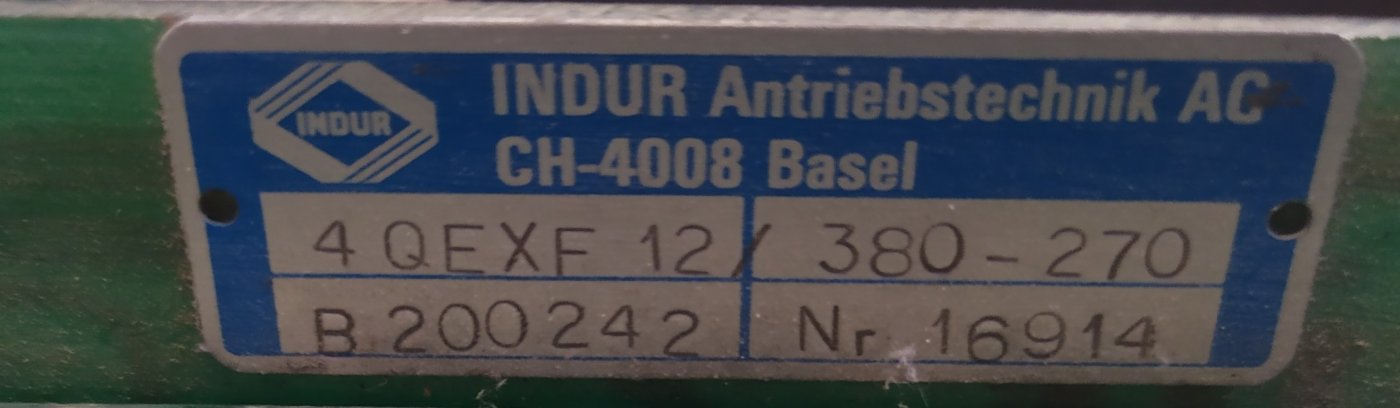 INDUR
INDUR Antriebstechnik AG
CH-4008 Basel
4 QEXF 12 / 380-270
B 200242 Nr 16914